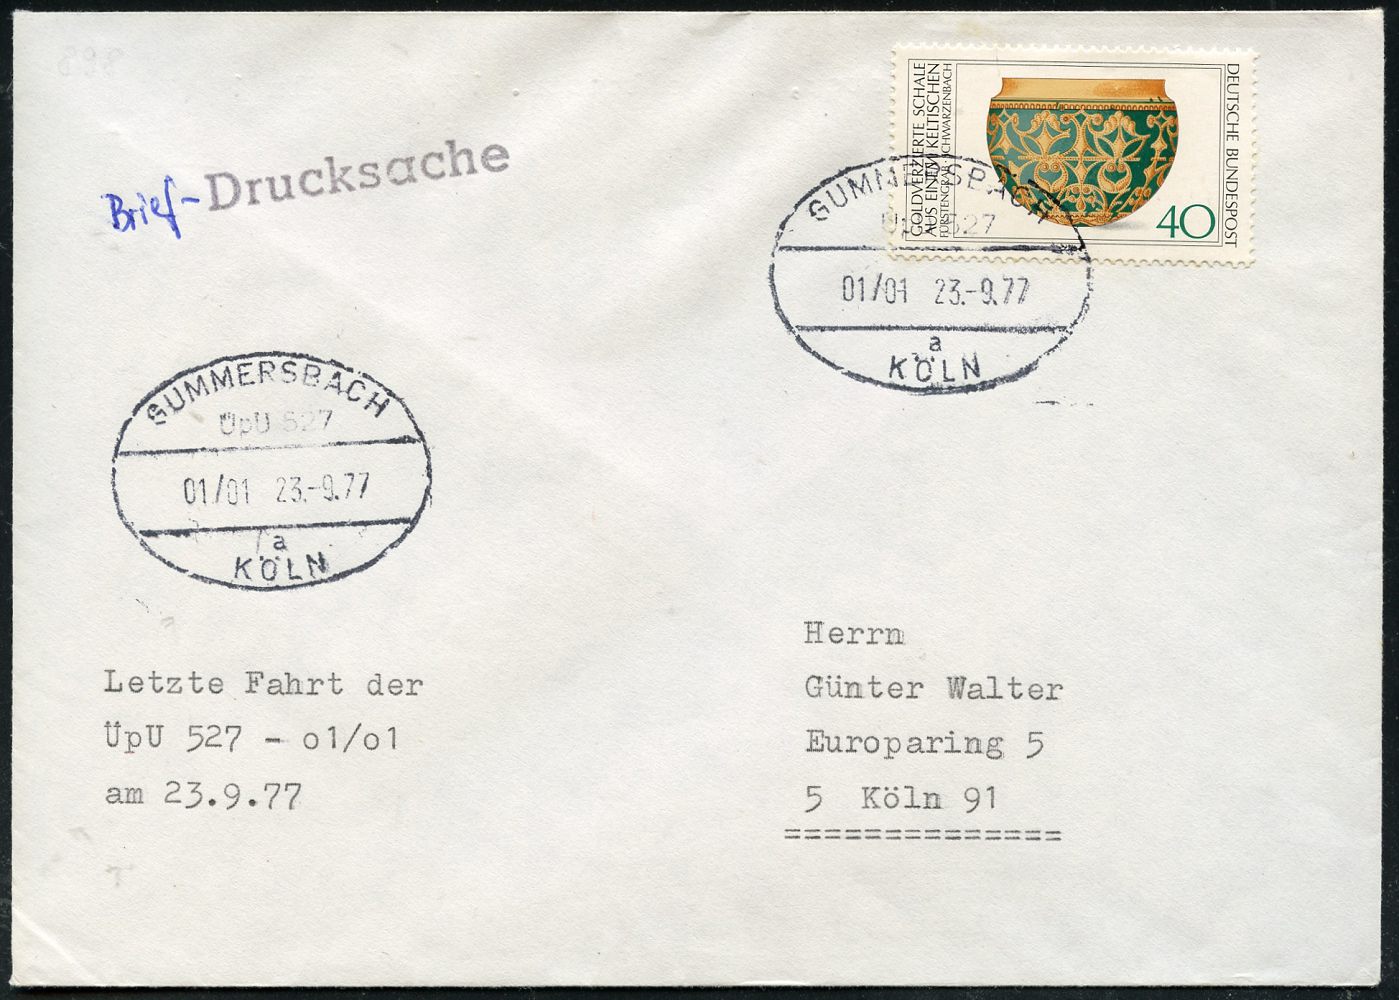 Brief-Drucksache
GOLDVERZIERTE SCHALE
AUS EINEM KELTISCHEN
FÜRSTENGRAB·SCHWARZENBACH
DEUTSCHE BUNDESPOST
40
GUMMERSBACH
ÜpU 527
01/01 23.-9.77
a
KÖLN
GUMMERSBACH
ÜpU 527
01/01 23.-9.77
a
KÖLN
Letzte Fahrt der
ÜpU 527 - o1/o1
am 23.9.77
Herrn
Günter Walter
Europaring 5
5 Köln 91
==============